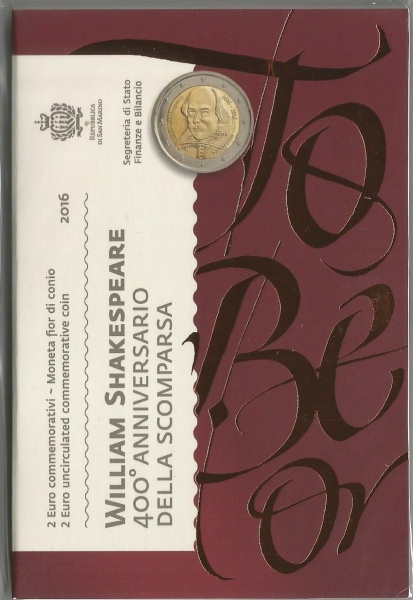 REPUBBLICA
DI SAN MARINO
Segreteria di Stato
Finanze e Bilancio
2 Euro commemorativi – Moneta fior di conio
2 Euro uncirculated commemorative coin
2016
WILLIAM SHAKESPEARE
400° ANNIVERSARIO
DELLA SCOMPARSA
To
Be
or